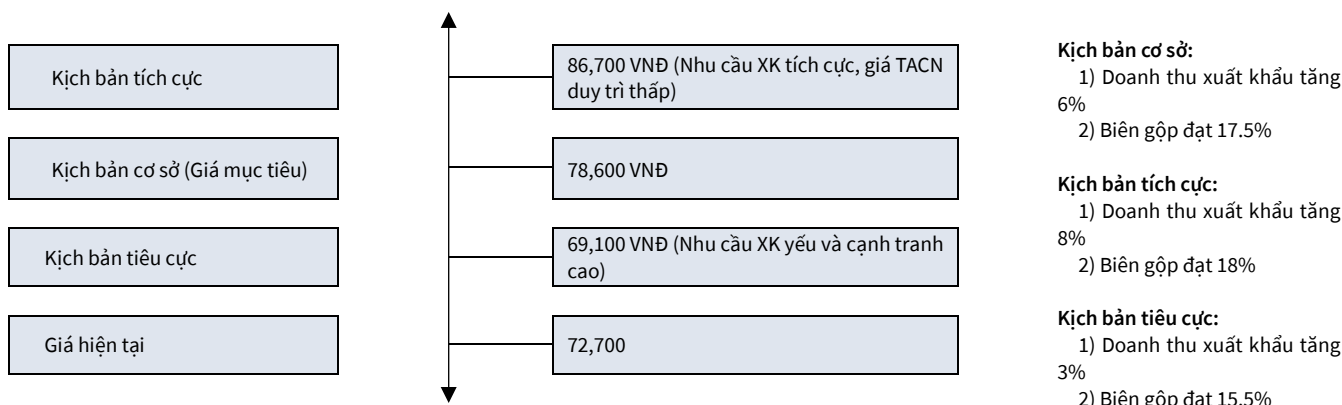 Kịch bản tích cực
86,700 VNĐ (Nhu cầu XK tích cực, giá TACN
duy trì thấp)
Kịch bản cơ sở (Giá mục tiêu)
78,600 VNĐ
Kịch bản tiêu cực
69,100 VNĐ (Nhu cầu XK yếu và cạnh tranh
cao)
Giá hiện tại
72,700
Kịch bản cơ sở:
1) Doanh thu xuất khẩu tăng
6%
2) Biên gộp đạt 17.5%
Kịch bản tích cực:
1) Doanh thu xuất khẩu tăng
8%
2) Biên gộp đạt 18%
Kịch bản tiêu cực:
1) Doanh thu xuất khẩu tăng
3%
2) Biên gộp đạt 15.5%